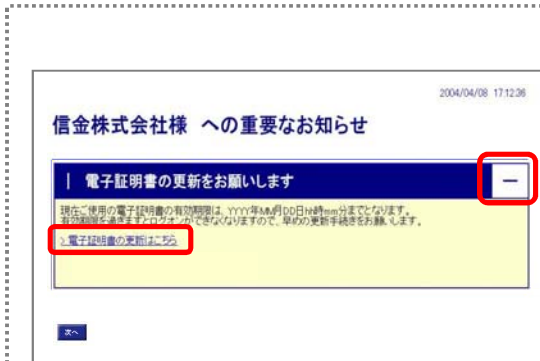 2004/04/08 17:12:36
信金株式会社様 への重要なお知らせ
| 電子証明書の更新をお願いします
－
現在ご使用の電子証明書の有効期限は、YYYY年MM月DD日hh時mm分までとなります。
有効期限を過ぎますとログオンができなくなりますので、早めの更新手続きをお願いします。
>電子証明書の更新はこちら
次へ